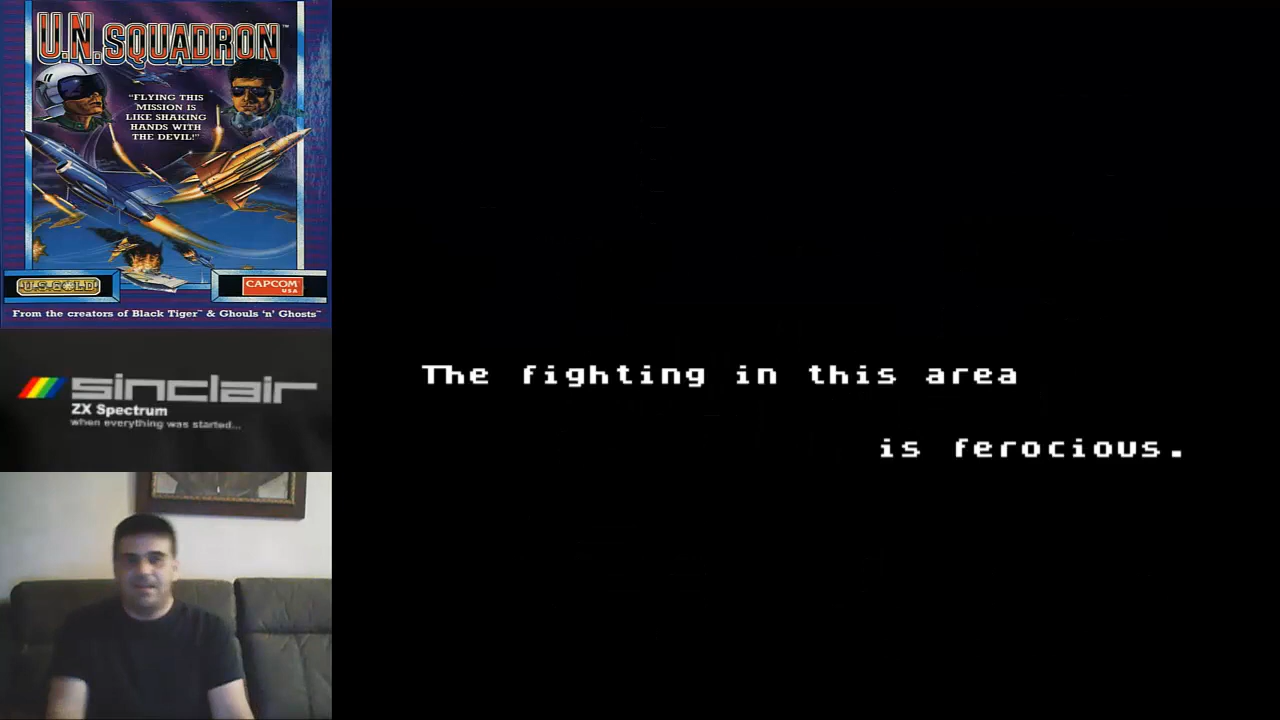 U.N. SQUADRON™
"FLYING THIS
MISSION IS
LIKE SHAKING
HANDS WITH
THE DEVIL!"
U.S. GOLD
CAPCOM
USA
From the creators of Black Tiger™ & Ghouls 'n' Ghosts™
sinclair
ZX Spectrum
when everything was started...
The fighting in this area
is ferocious.